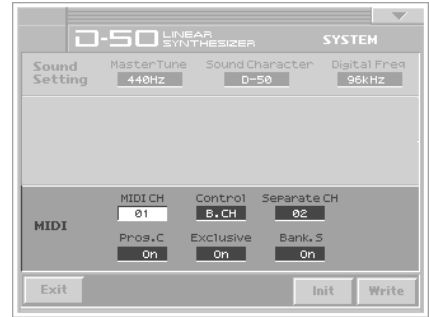 D-50 LINEAR SYNTHESIZER SYSTEM
Sound Setting
MasterTune Sound Character Digital Freq
440Hz D-50 96kHz
MIDI
MIDI CH Control Separate CH
01 B.CH 02
Prog.C Exclusive Bank.S
On On On
Exit Init Write